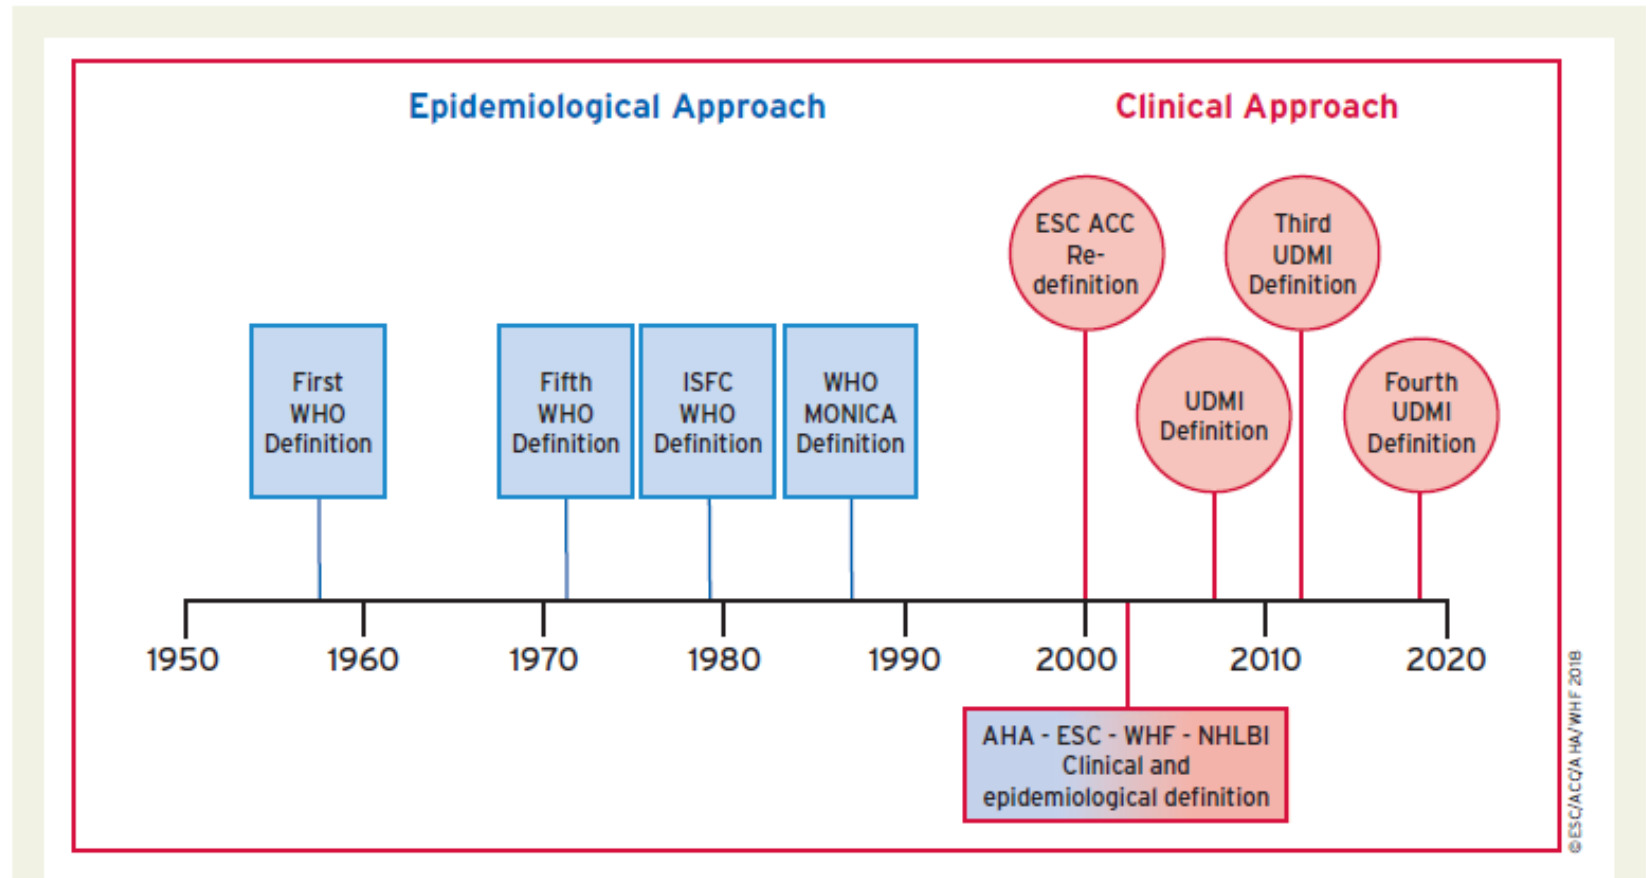 Epidemiological Approach
Clinical Approach
First
WHO
Definition
Fifth
WHO
Definition
ISFC
WHO
Definition
WHO
MONICA
Definition
ESC ACC
Re-
definition
UDMI
Definition
Third
UDMI
Definition
Fourth
UDMI
Definition
1950
1960
1970
1980
1990
2000
2010
2020
AHA - ESC - WHF - NHLBI
Clinical and
epidemiological definition
©ESC/ACC/AHA/WHF 2018